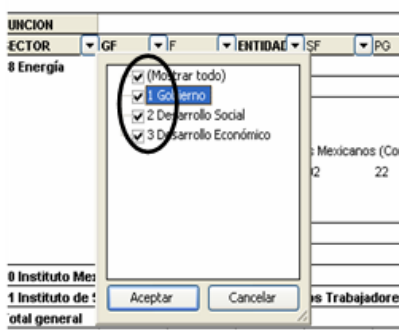 UNCION
ECTOR GF F ENTIDAD SF PG
8 Energía
(Mostrar todo)
1 Gobierno
2 Desarrollo Social
3 Desarrollo Económico
s Mexicanos (Co
02 22
0 Instituto Me
1 Instituto de S
os Trabajadore
otal general
Aceptar Cancelar